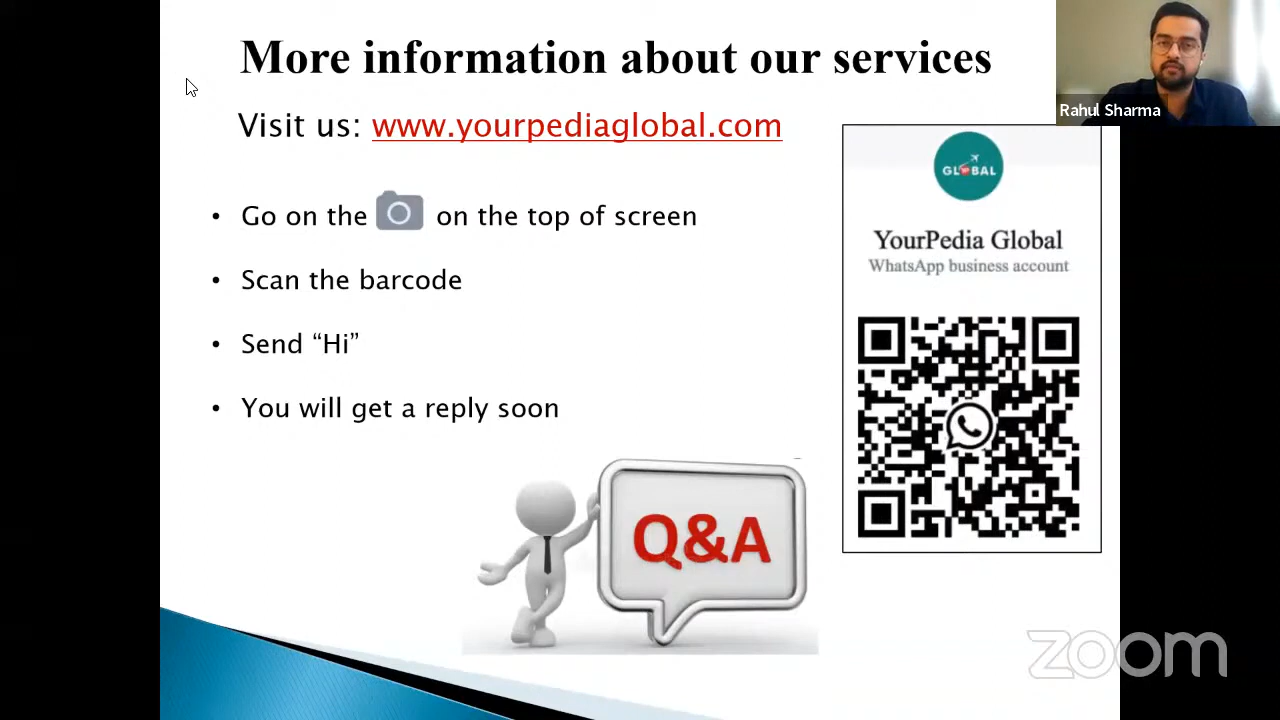 More information about our services
Rahul Sharma
Visit us: www.yourpediaglobal.com
GLOBAL
• Go on the on the top of screen
YourPedia Global
WhatsApp business account
• Scan the barcode
• Send “Hi”
• You will get a reply soon
Q&A
zoom